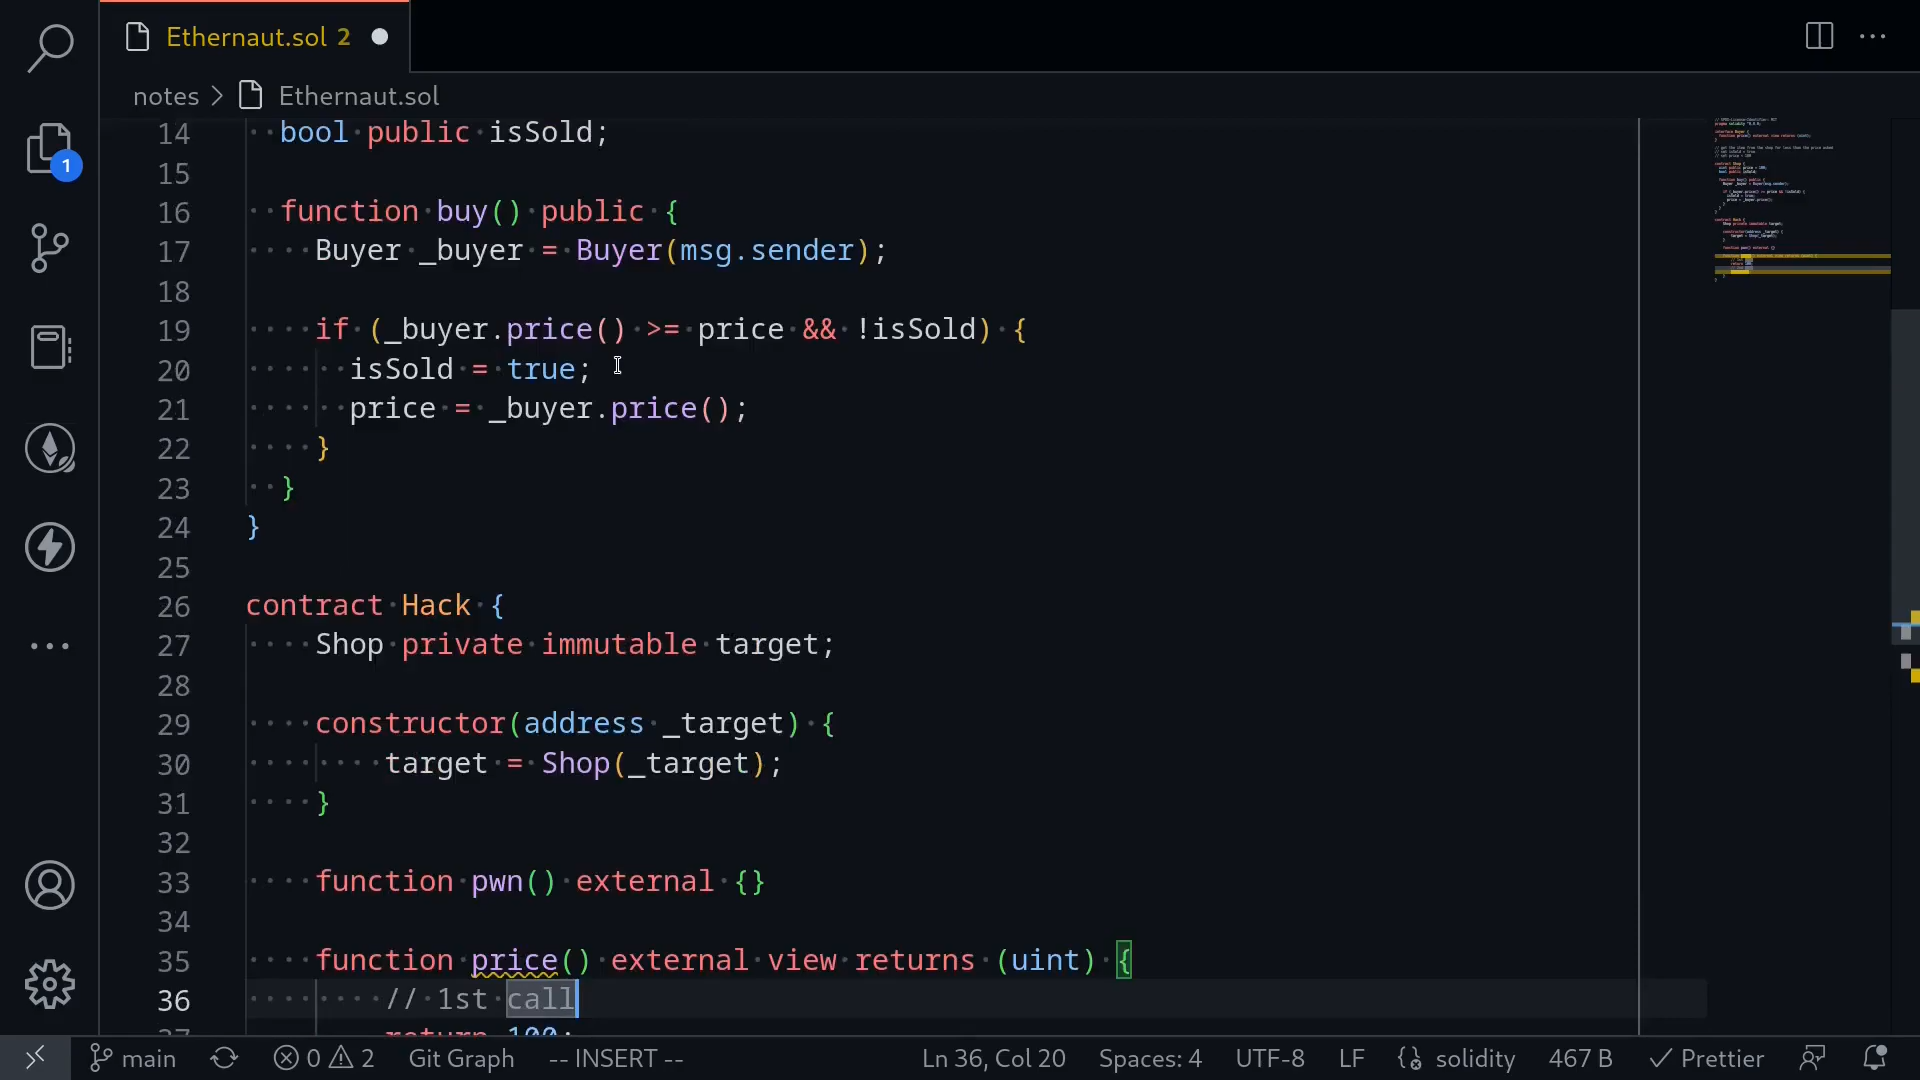 Ethernaut.sol 2
notes > Ethernaut.sol
14 bool public isSold;
15
16 function buy() public {
17 Buyer _buyer = Buyer(msg.sender);
18
19 if (_buyer.price() >= price && !isSold) {
20 isSold = true;
21 price = _buyer.price();
22 }
23 }
24 }
25
26 contract Hack {
27 Shop private immutable target;
28
29 constructor(address _target) {
30 target = Shop(_target);
31 }
32
33 function pwn() external {}
34
35 function price() external view returns (uint) {
36 // 1st call
37 return 100;
1
main 0 2 Git Graph -- INSERT -- Ln 36, Col 20 Spaces: 4 UTF-8 LF solidity 467 B Prettier